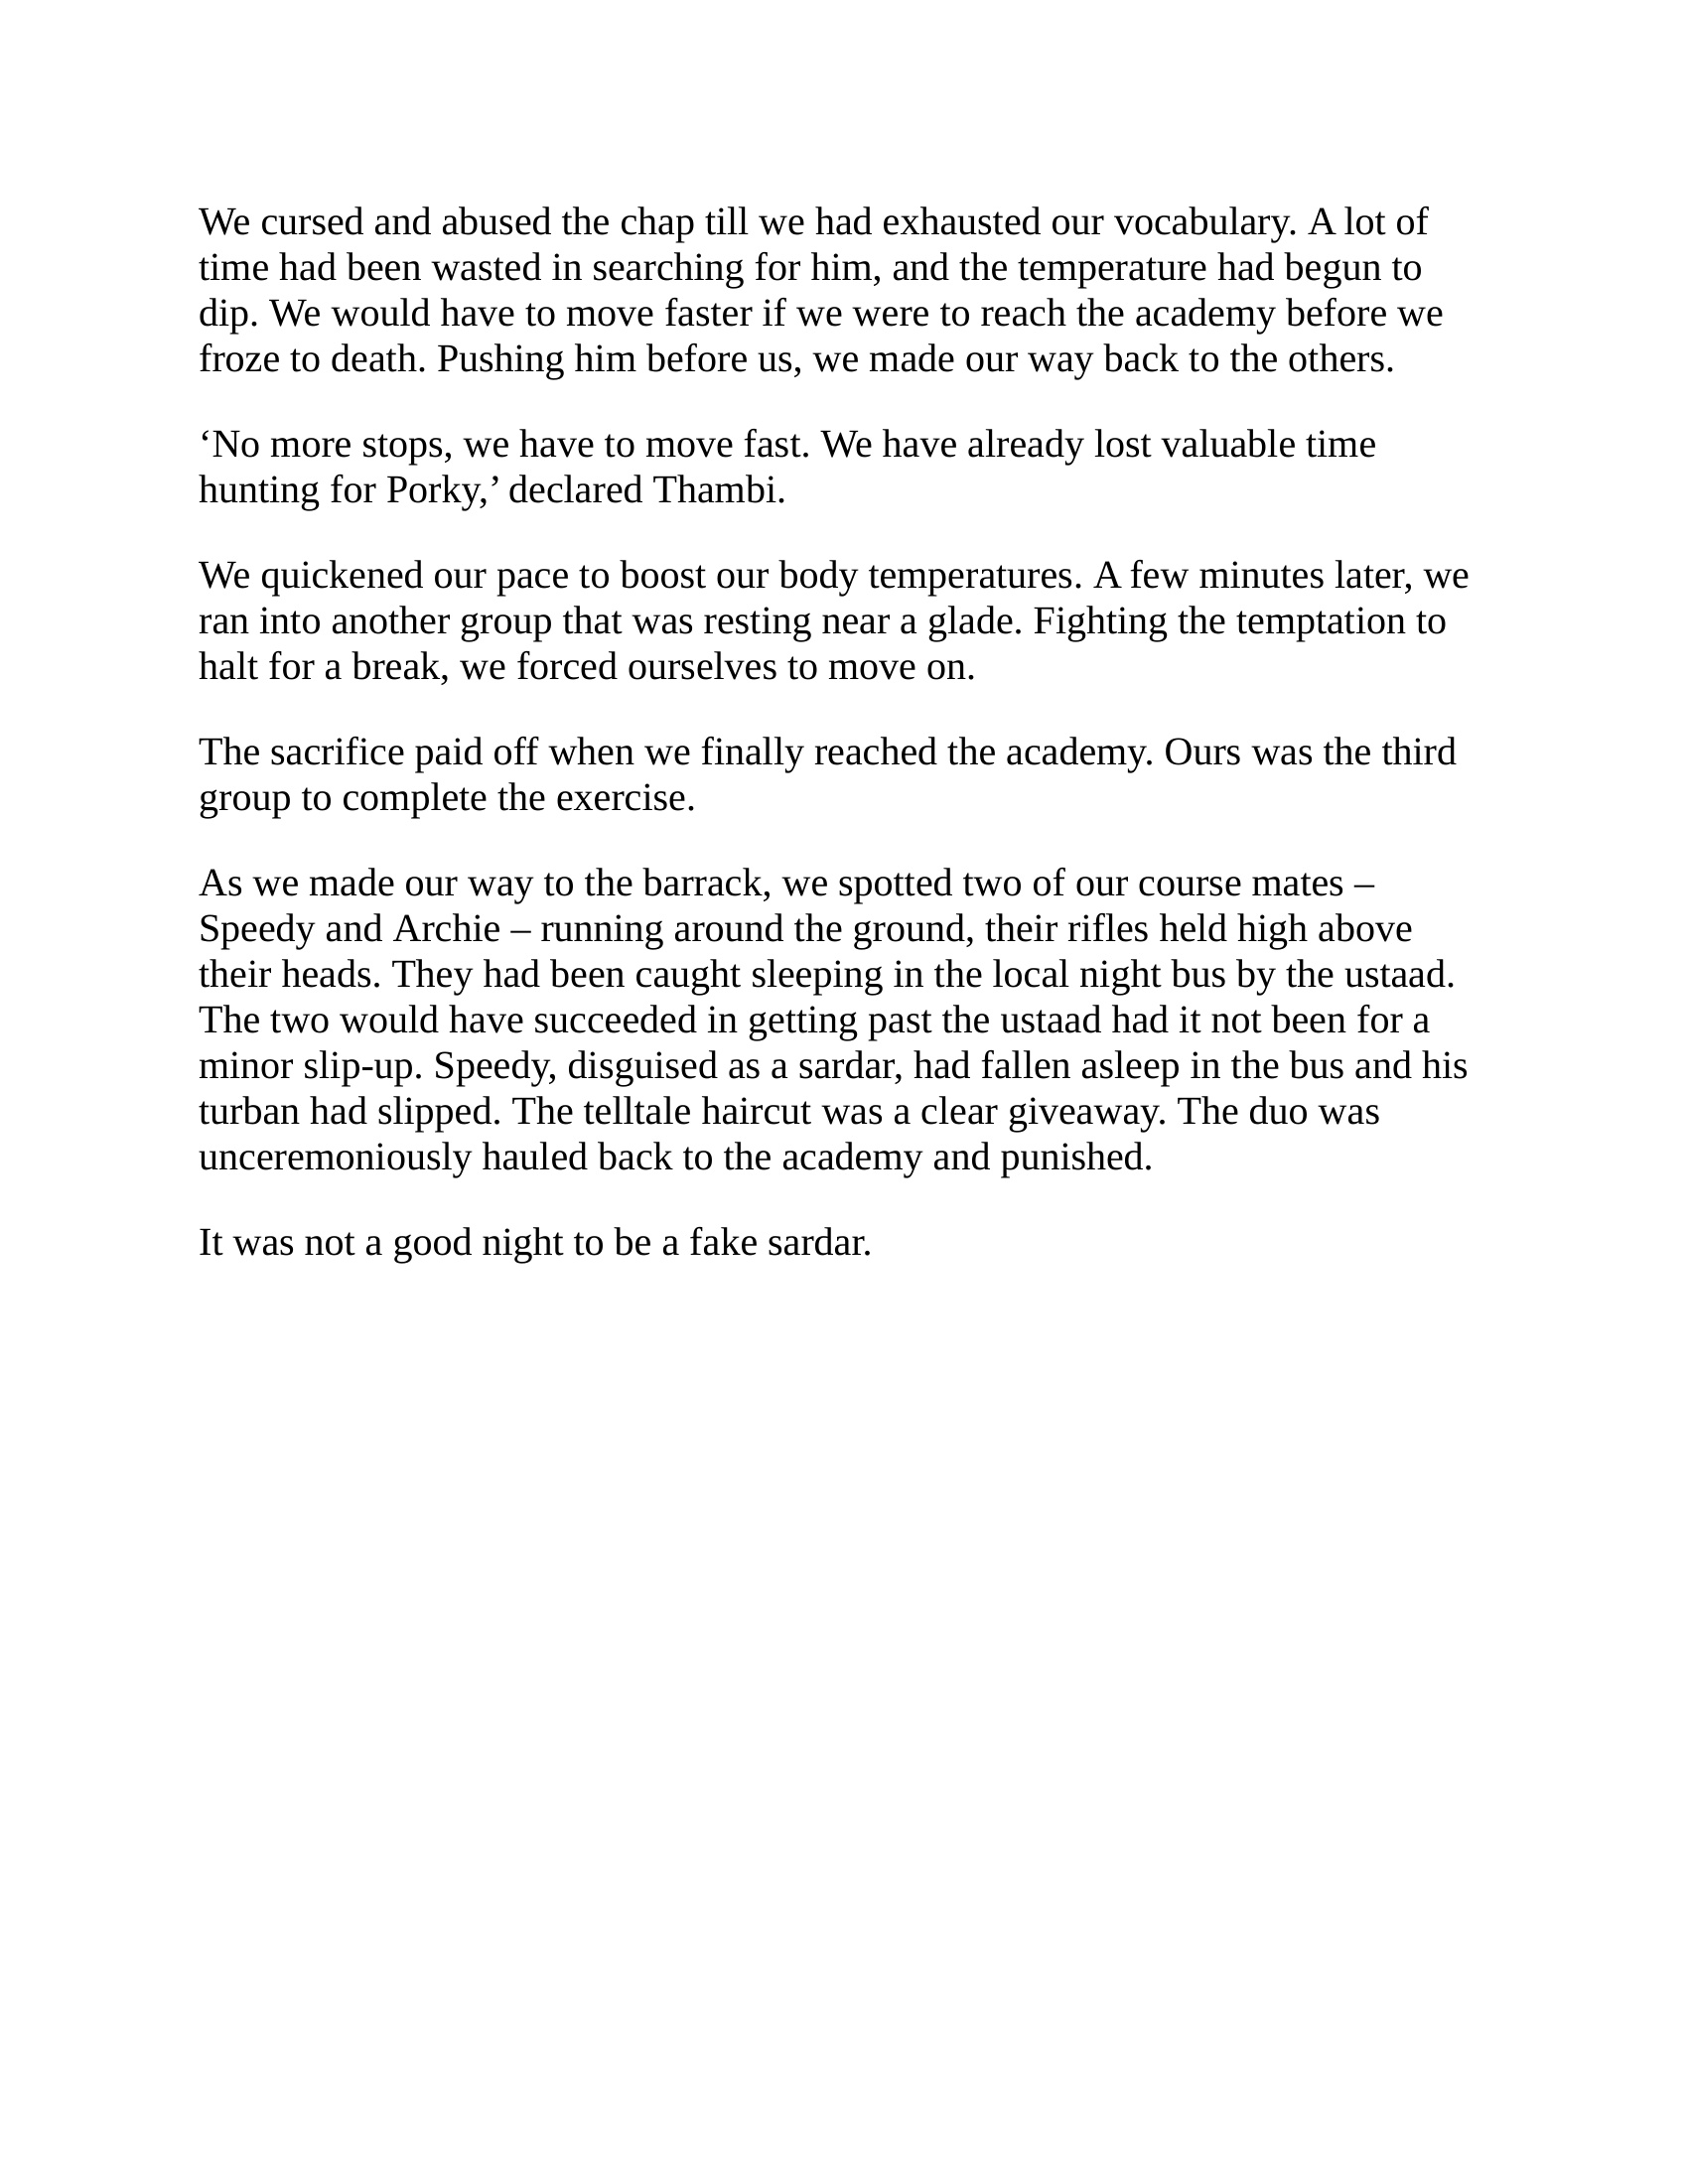 We cursed and abused the chap till we had exhausted our vocabulary. A lot of
time had been wasted in searching for him, and the temperature had begun to
dip. We would have to move faster if we were to reach the academy before we
froze to death. Pushing him before us, we made our way back to the others.
‘No more stops, we have to move fast. We have already lost valuable time
hunting for Porky,’ declared Thambi.
We quickened our pace to boost our body temperatures. A few minutes later, we
ran into another group that was resting near a glade. Fighting the temptation to
halt for a break, we forced ourselves to move on.
The sacrifice paid off when we finally reached the academy. Ours was the third
group to complete the exercise.
As we made our way to the barrack, we spotted two of our course mates –
Speedy and Archie – running around the ground, their rifles held high above
their heads. They had been caught sleeping in the local night bus by the ustaad.
The two would have succeeded in getting past the ustaad had it not been for a
minor slip-up. Speedy, disguised as a sardar, had fallen asleep in the bus and his
turban had slipped. The telltale haircut was a clear giveaway. The duo was
unceremoniously hauled back to the academy and punished.
It was not a good night to be a fake sardar.